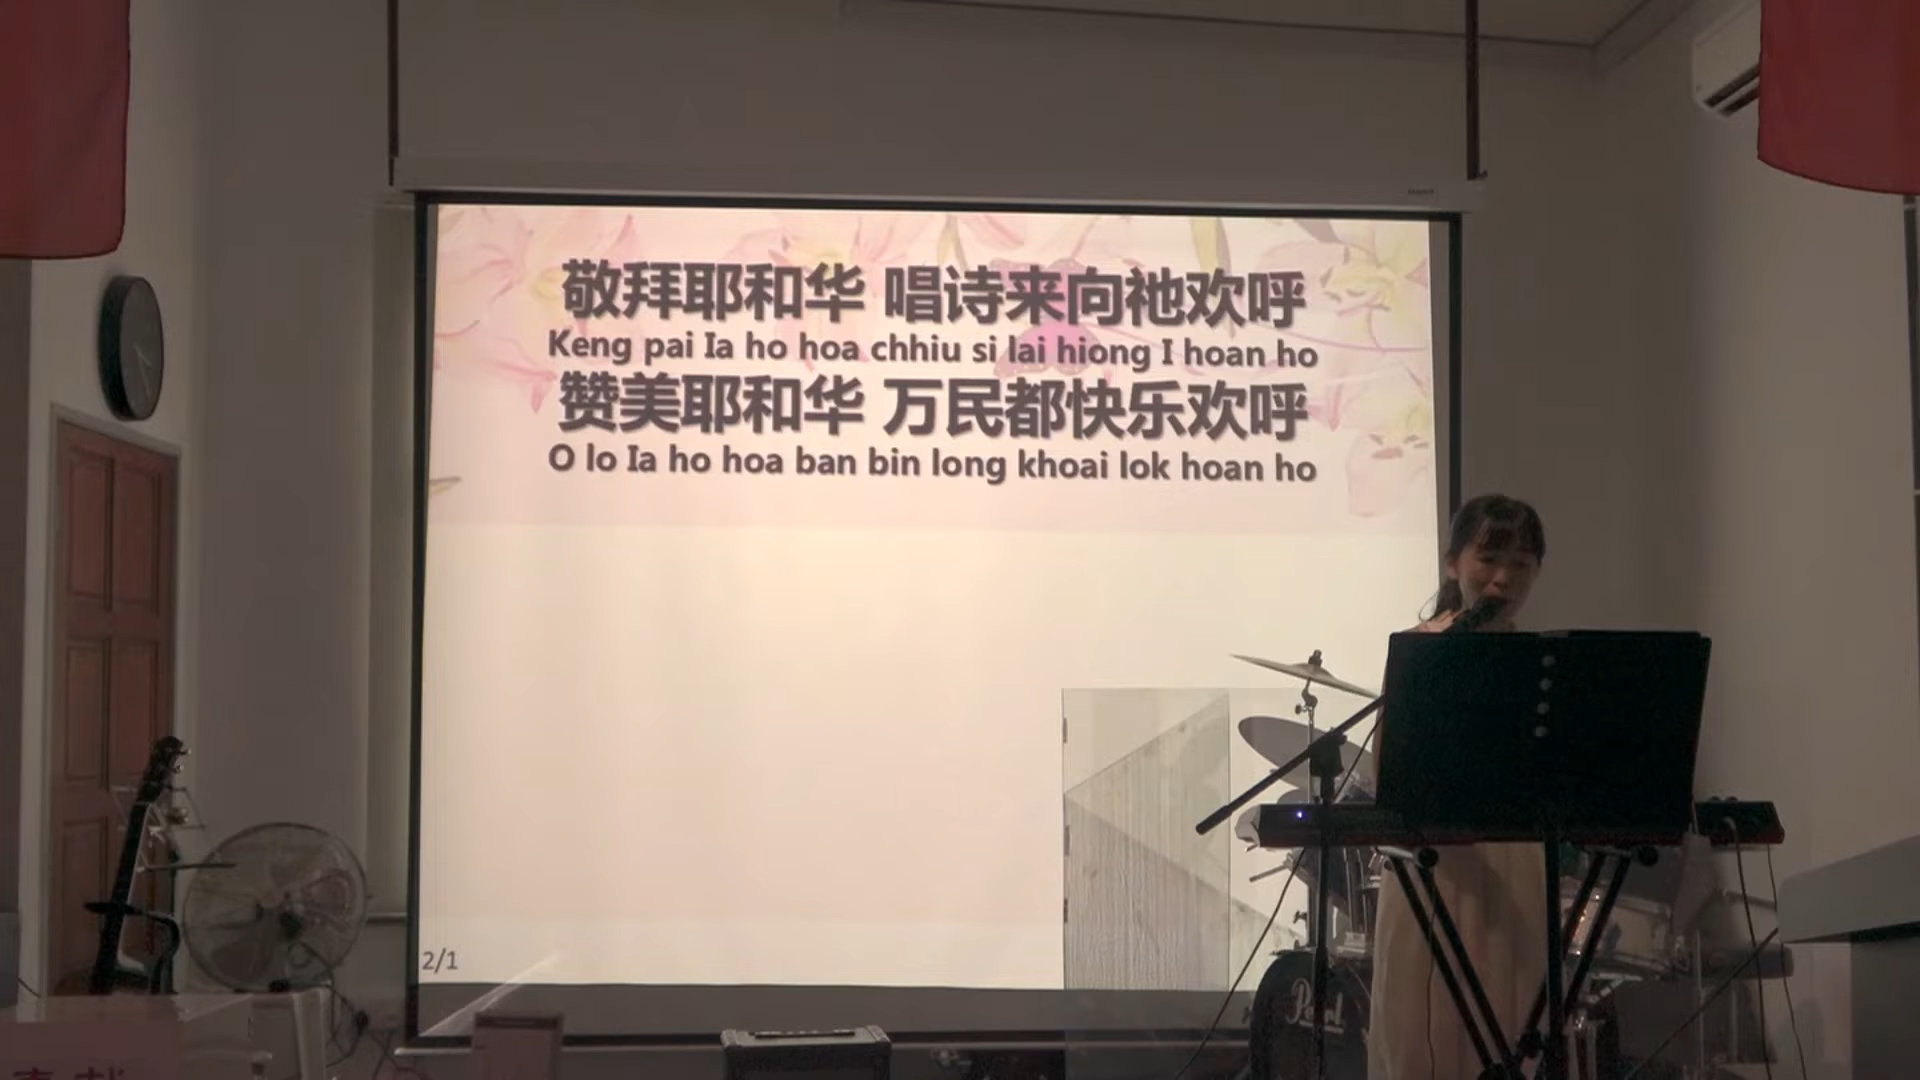 敬拜耶和华 唱诗来向祂欢呼
Keng pai Ia ho hoa chhiu si lai hiong I hoan ho
赞美耶和华 万民都快乐欢呼
O lo Ia ho hoa ban bin long khoai lok hoan ho
2/1
Pearl